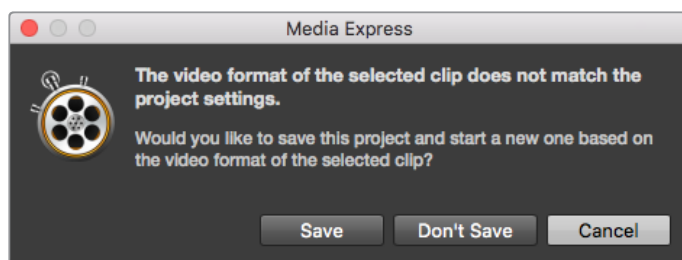 Media Express
The video format of the selected clip does not match the
project settings.
Would you like to save this project and start a new one based on
the video format of the selected clip?
Save
Don't Save
Cancel